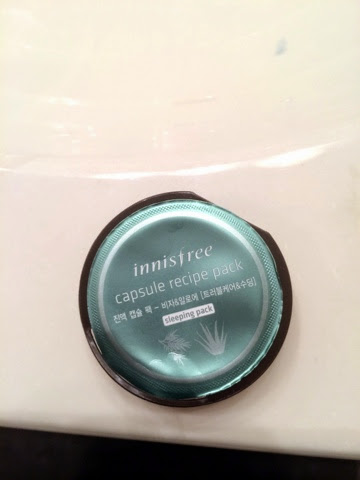 innisfree
capsule recipe pack
진액 캡슐 팩 - 비자&알로에 [트러블케어&수딩]
sleeping pack